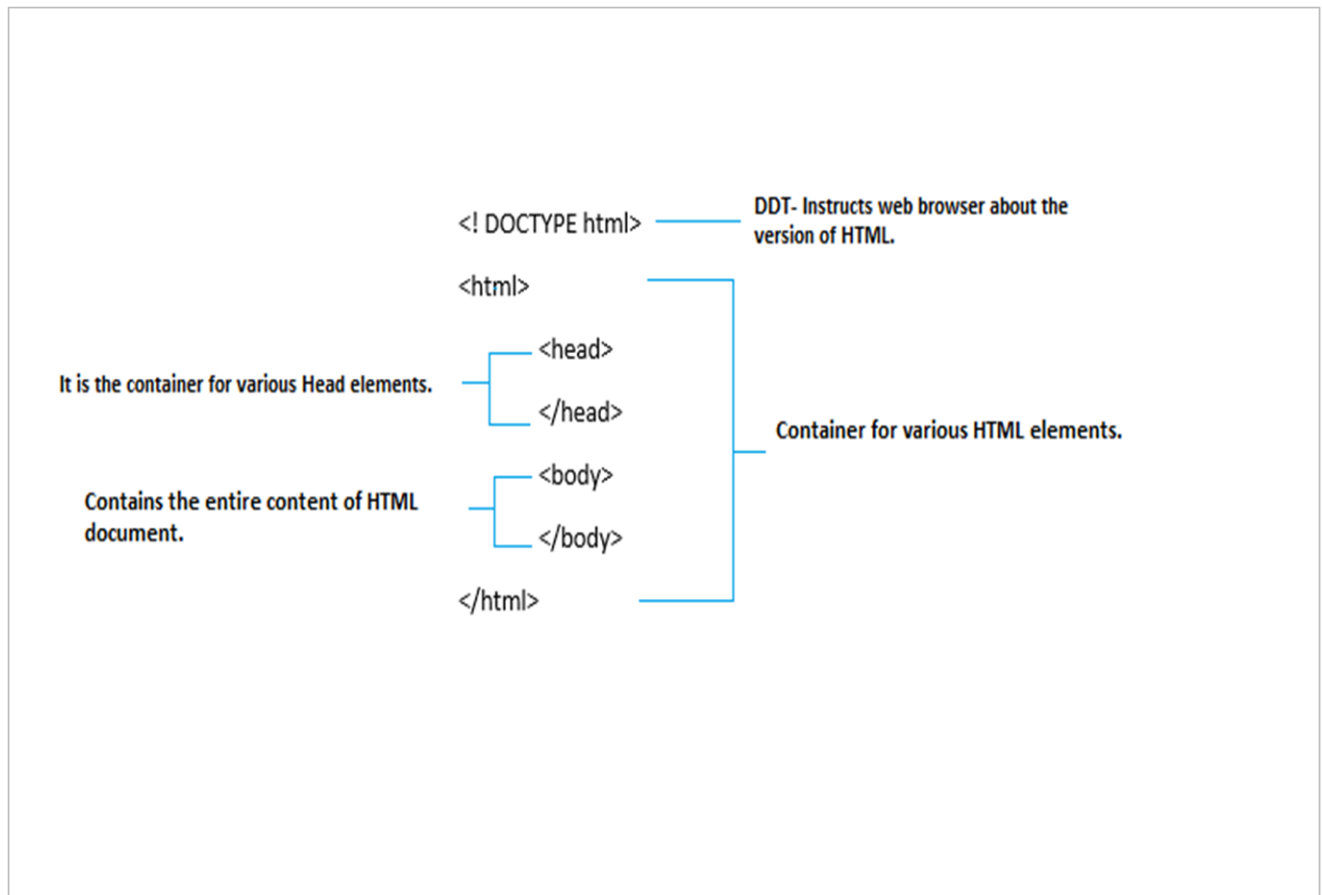 <! DOCTYPE html>
DDT- Instructs web browser about the
version of HTML.
<html>
<head>
It is the container for various Head elements.
</head>
Container for various HTML elements.
<body>
Contains the entire content of HTML
document.
</body>
</html>